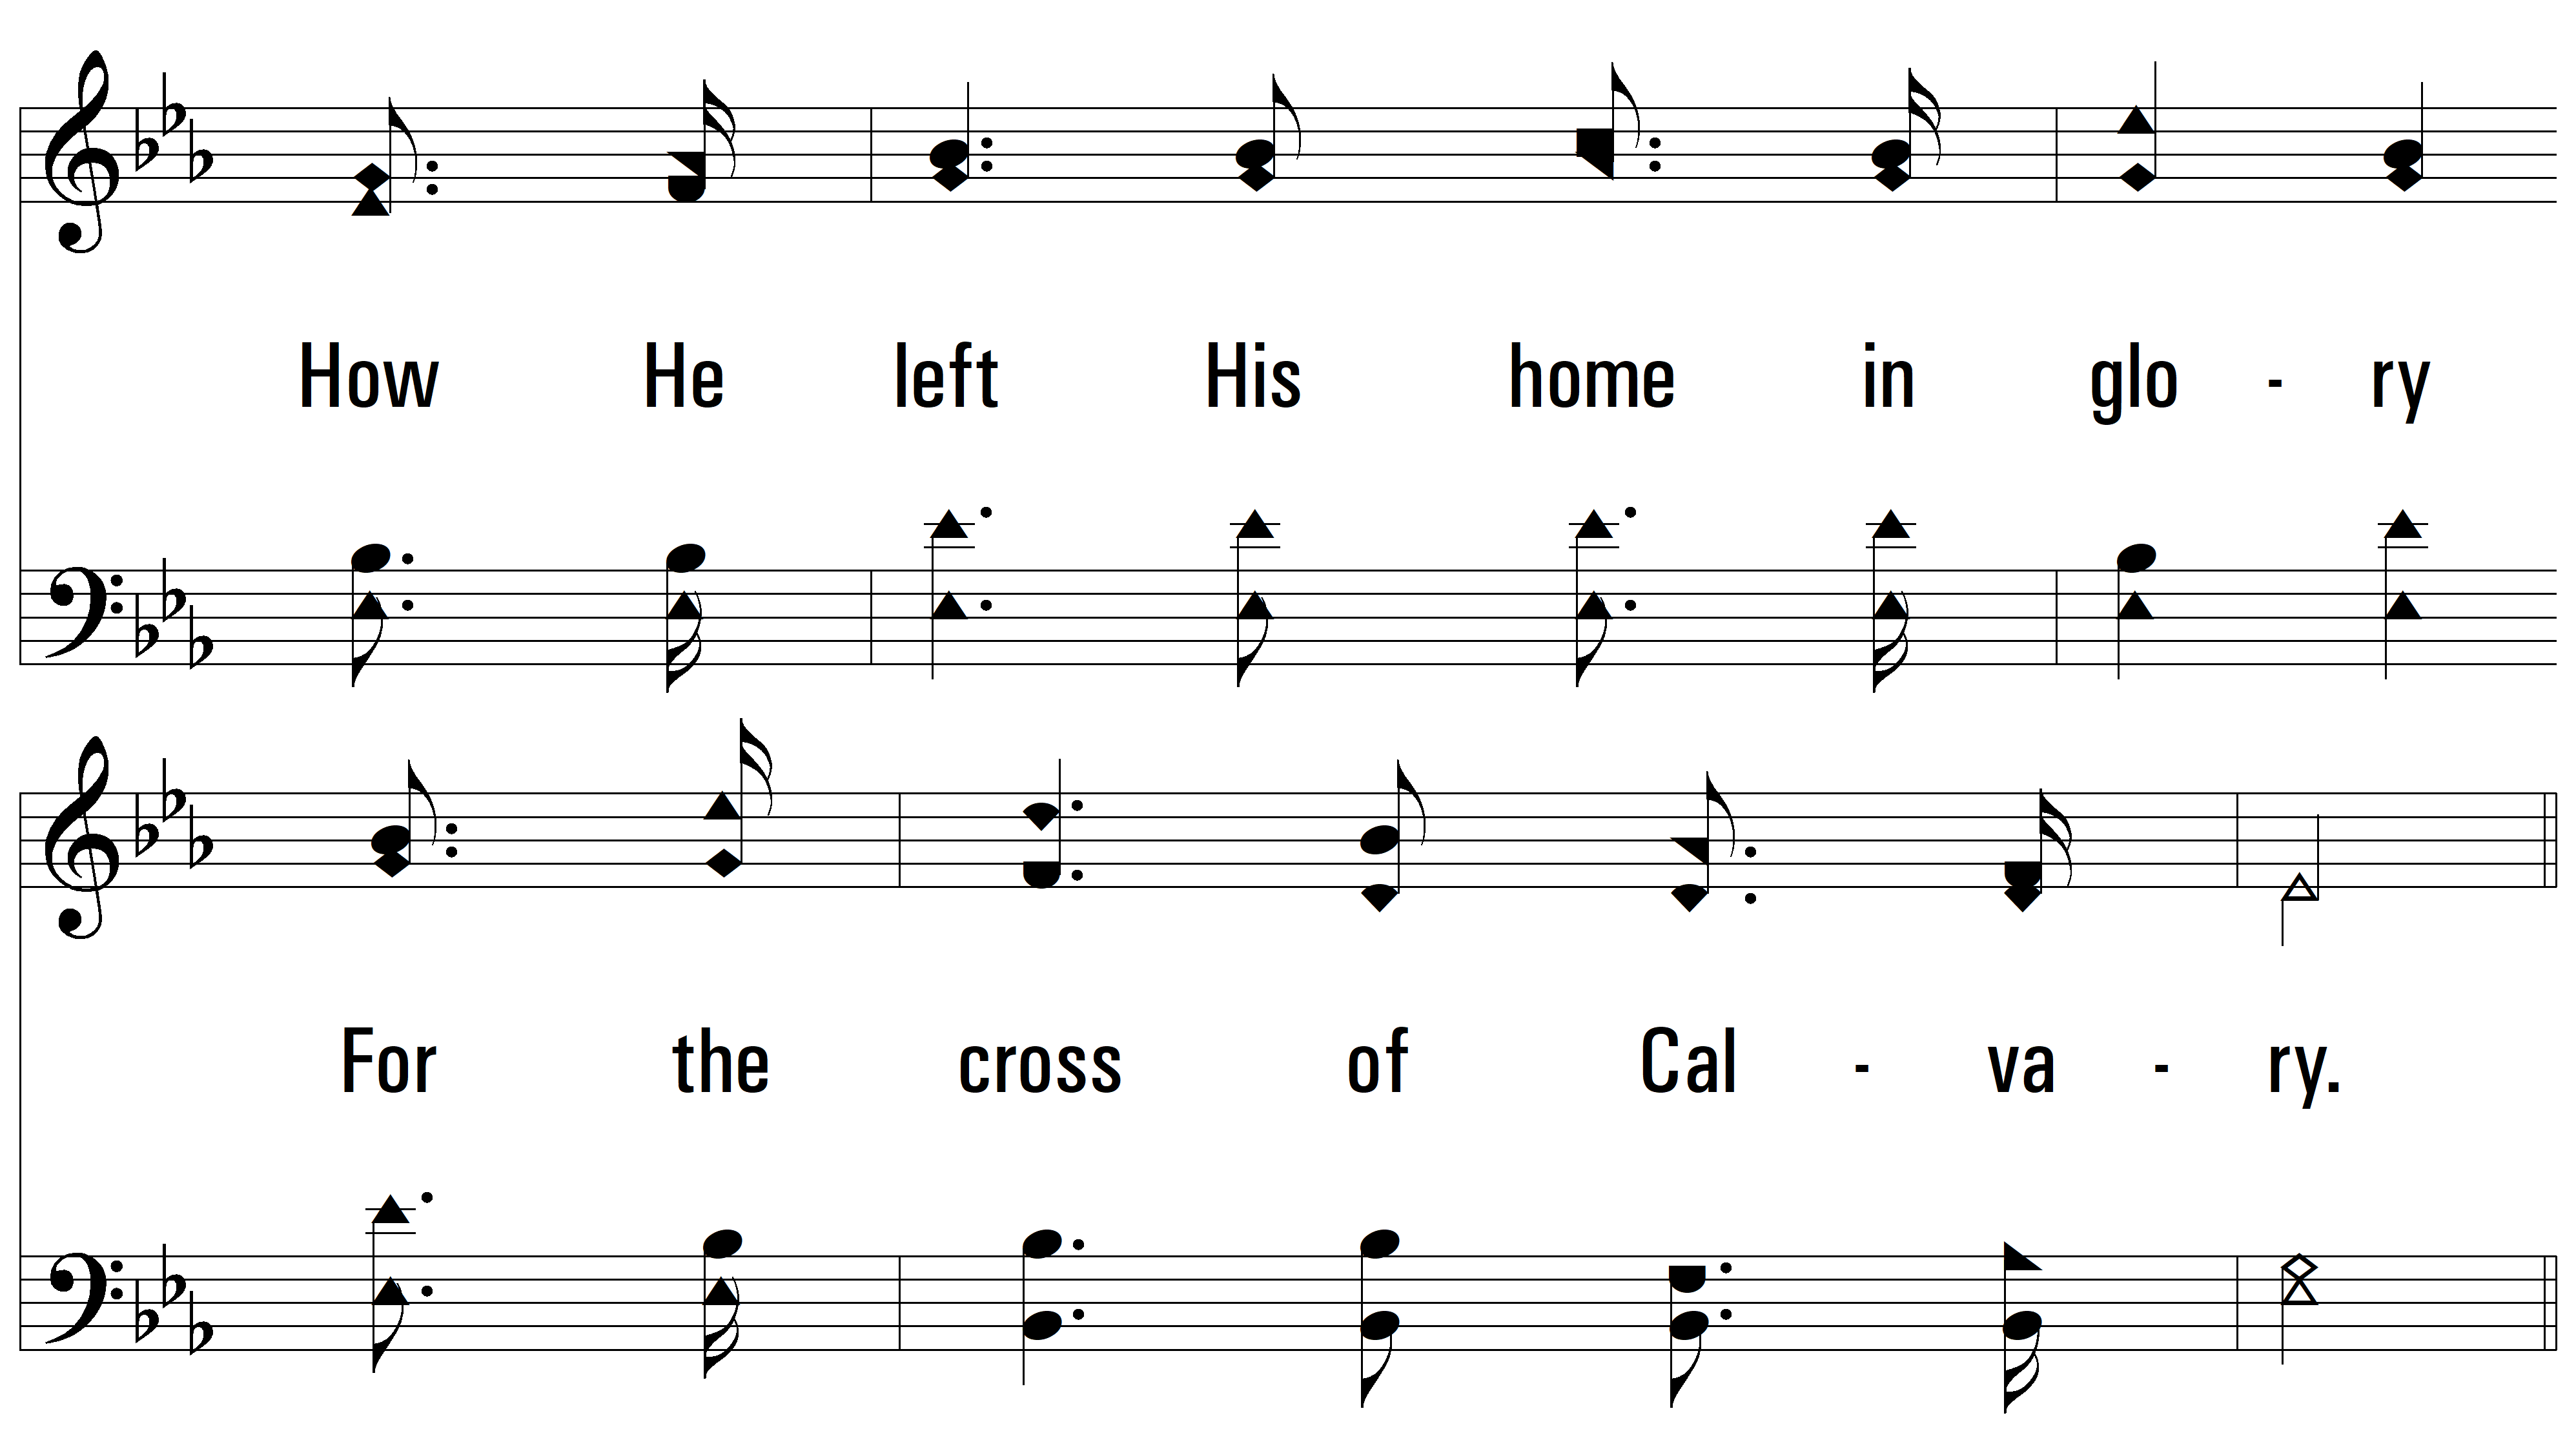 How He left His home in glo - ry
For the cross of Cal - va - ry.